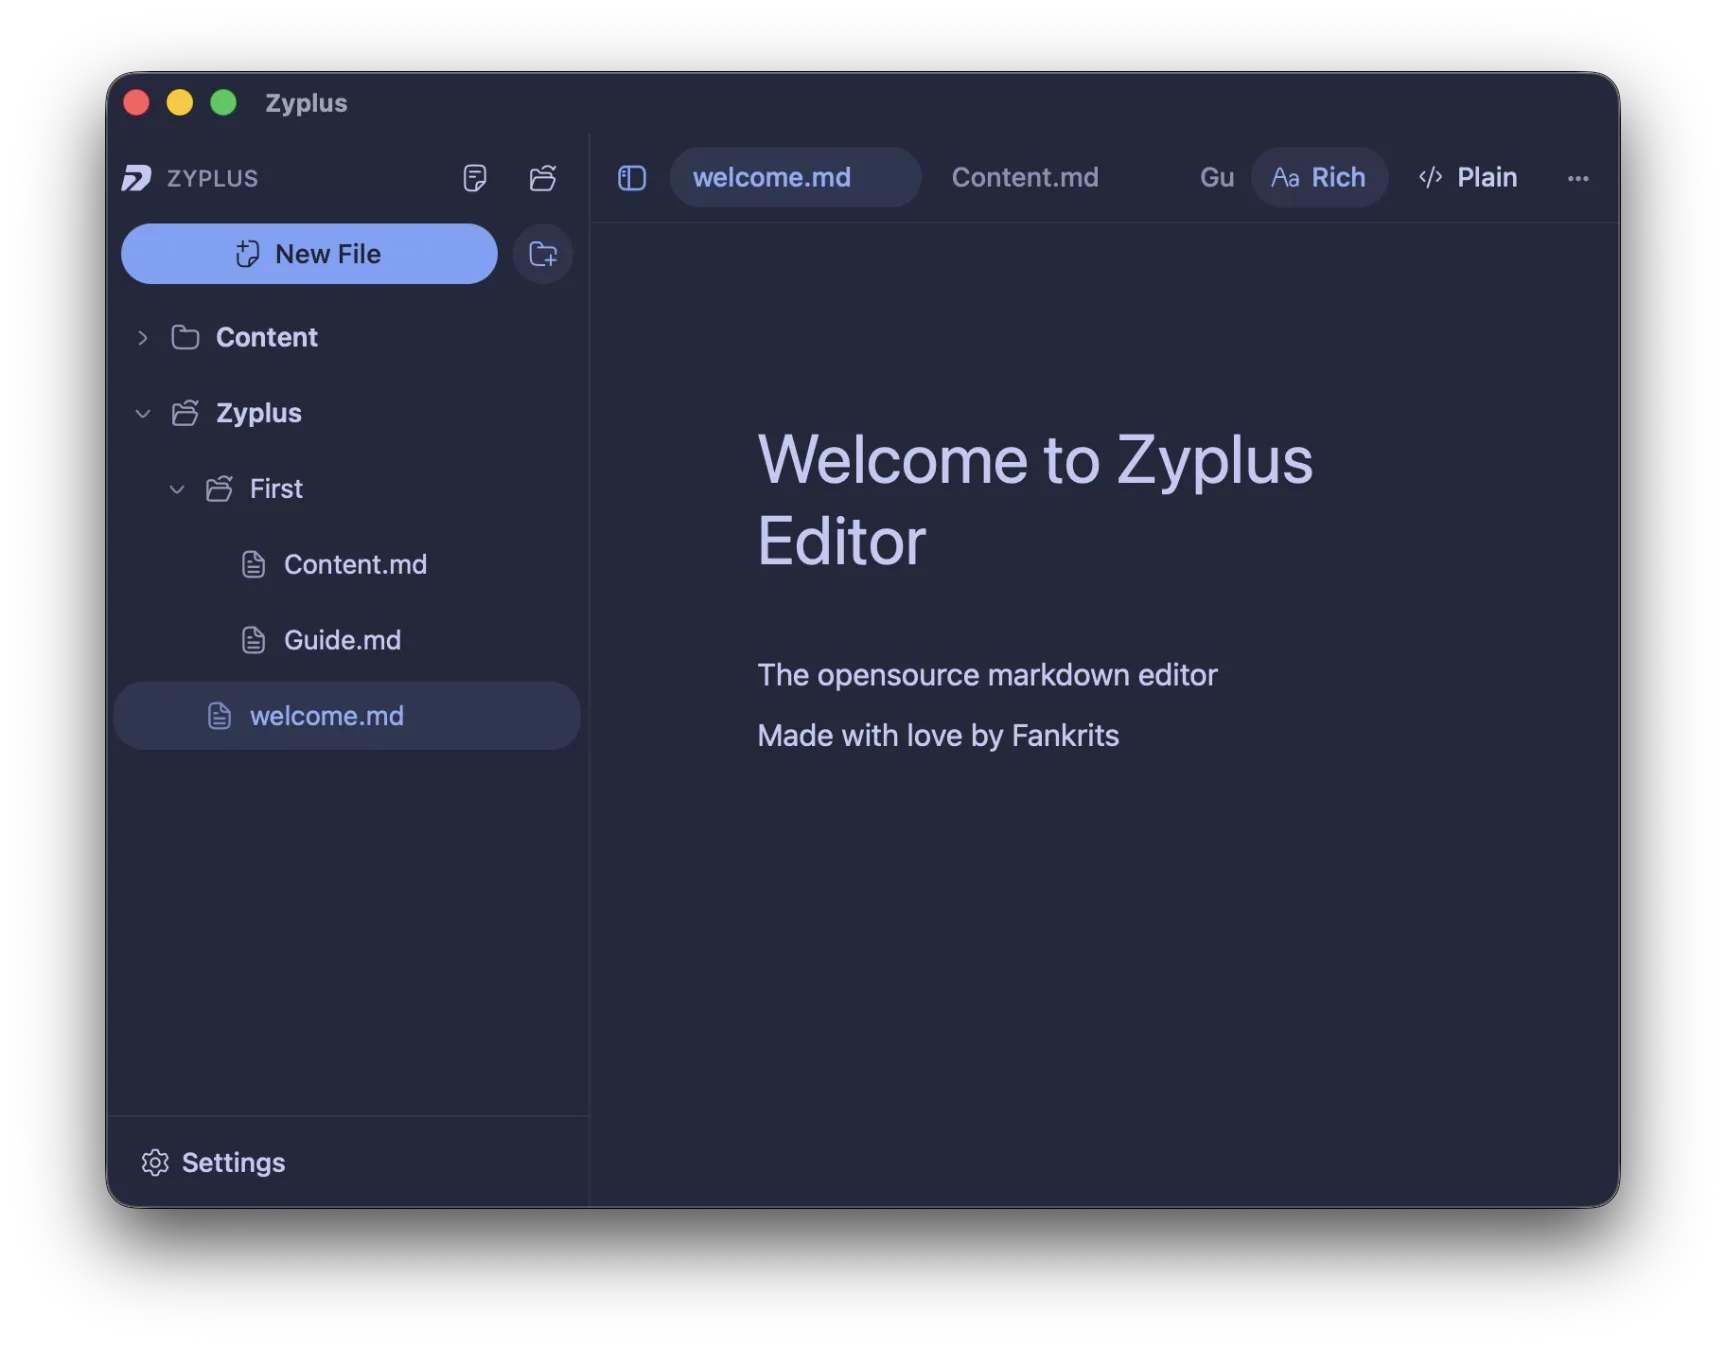 Zyplus
ZYPLUS
New File
Content
Zyplus
First
Content.md
Guide.md
welcome.md
Settings
welcome.md
Content.md
Gu
Aa Rich
</> Plain
Welcome to Zyplus
Editor
The opensource markdown editor
Made with love by Fankrits